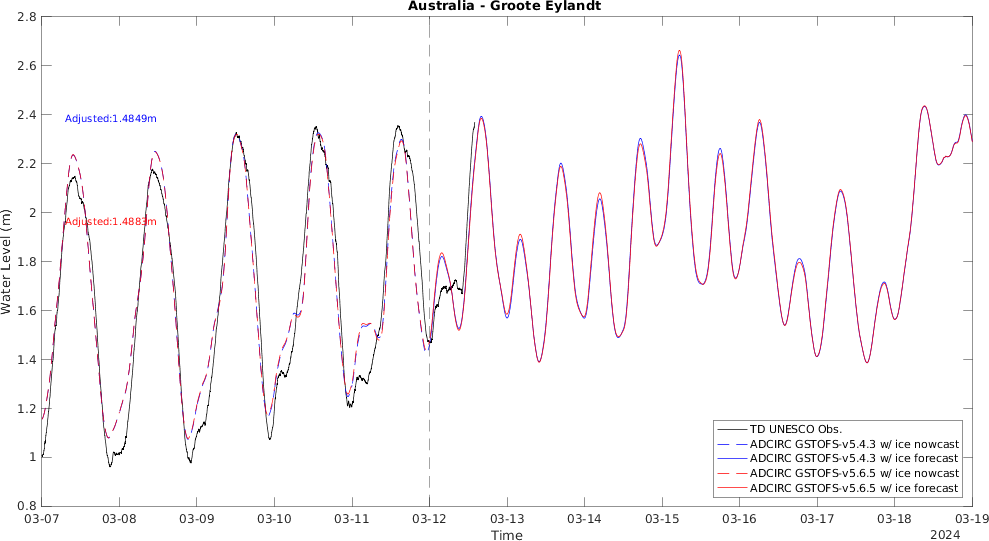 Australia - Groote Eylandt
2.8
2.6
2.4
2.2
2
1.8
1.6
1.4
1.2
1
0.8
Water Level (m)
Adjusted:1.4849m
Adjusted:1.4883m
TD UNESCO Obs.
ADCIRC GSTOFS-v5.4.3 w/ ice nowcast
ADCIRC GSTOFS-v5.4.3 w/ ice forecast
ADCIRC GSTOFS-v5.6.5 w/ ice nowcast
ADCIRC GSTOFS-v5.6.5 w/ ice forecast
03-07 03-08 03-09 03-10 03-11 03-12 03-13 03-14 03-15 03-16 03-17 03-18 03-19
Time
2024